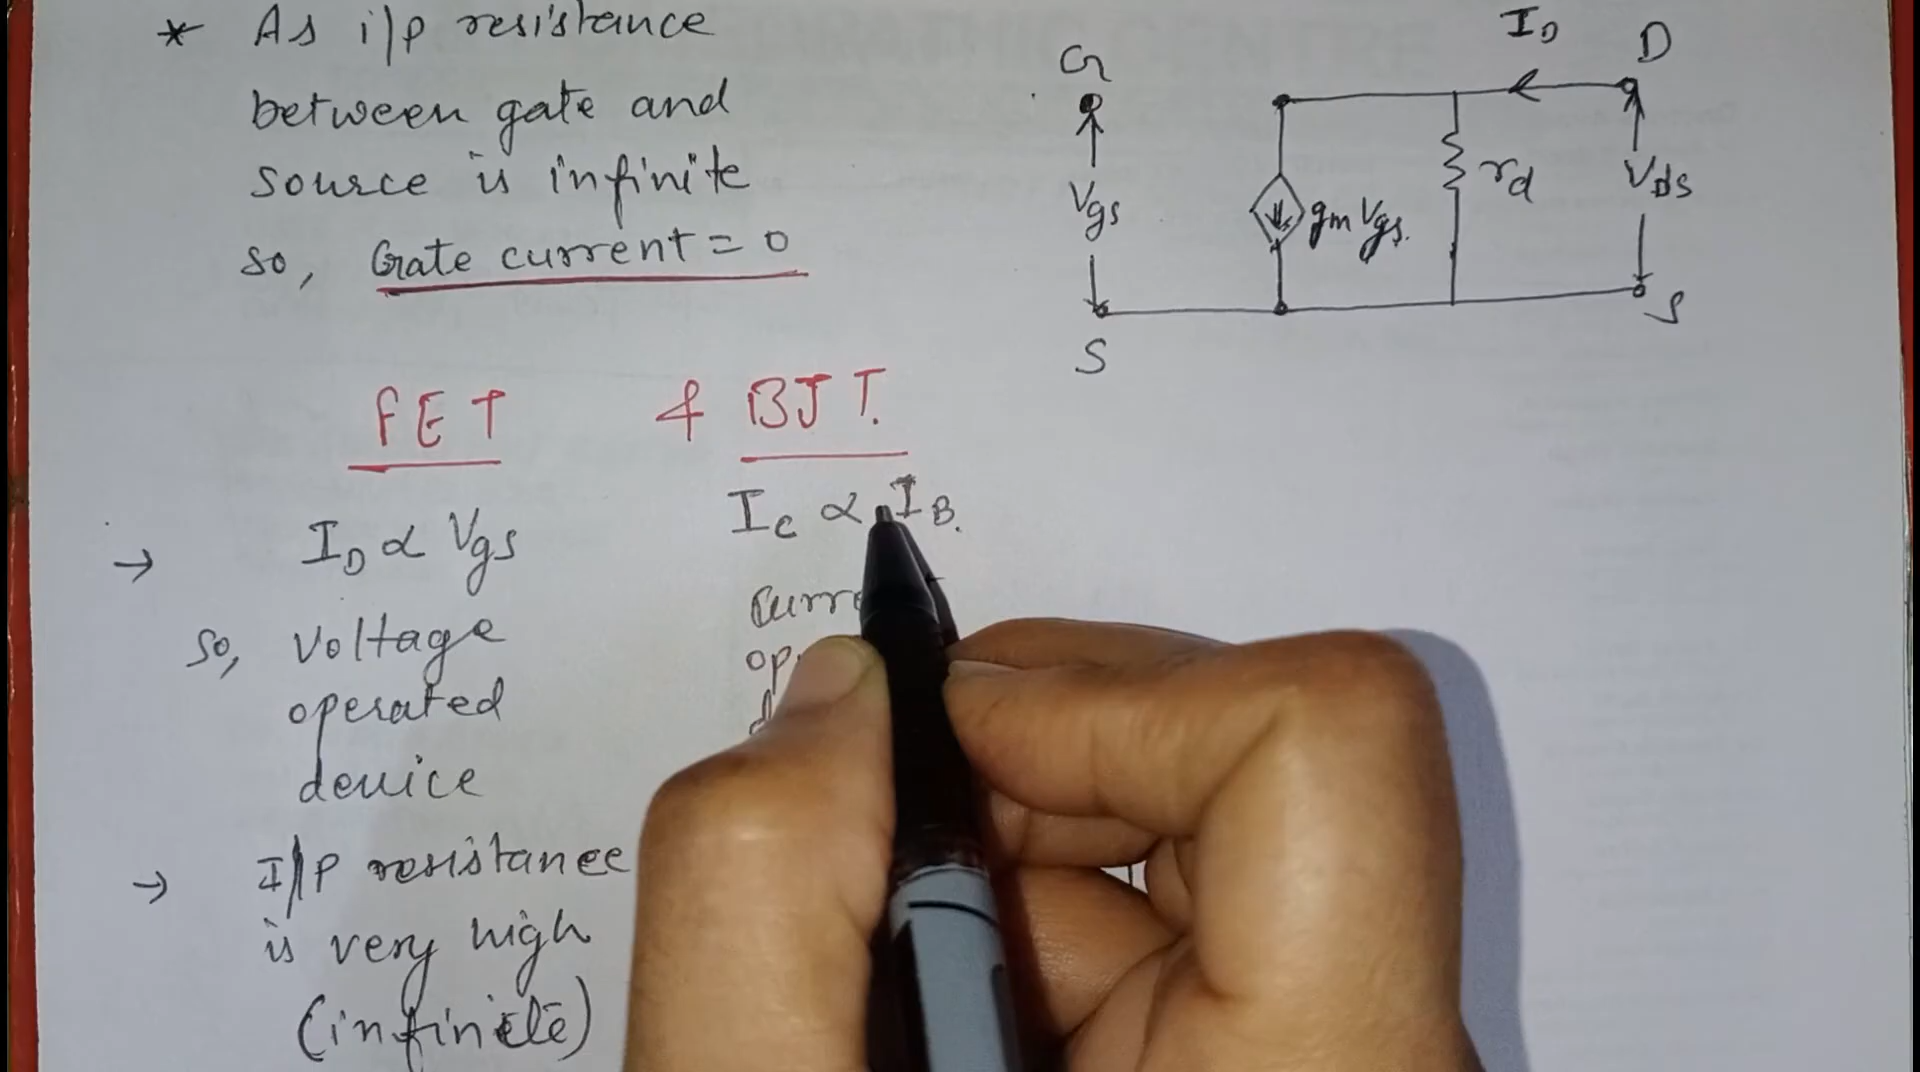 * As i/p resistance
between gate and
source is infinite
so, Gate current = 0
G
Vgs
S
gm Vgs.
rd
ID
D
Vds
S
FET & BJT.
→ ID ∝ Vgs
IC ∝ IB.
so, Voltage
operated
device
→ I/P resistance
is very high
(infinite)